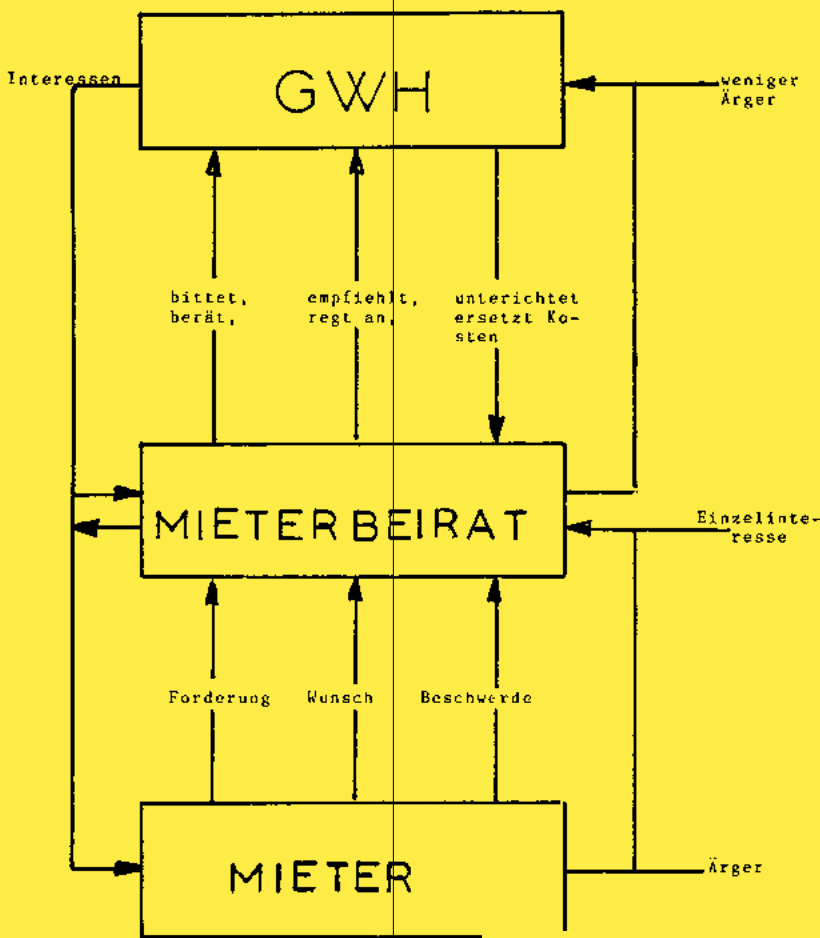 GWH
Interessen
weniger
Ärger
bittet,
berät,
empfiehlt,
regt an,
unterichtet
ersetzt Ko-
sten
MIETERBEIRAT
Einzelinte-
resse
Forderung
Wunsch
Beschwerde
MIETER
Ärger